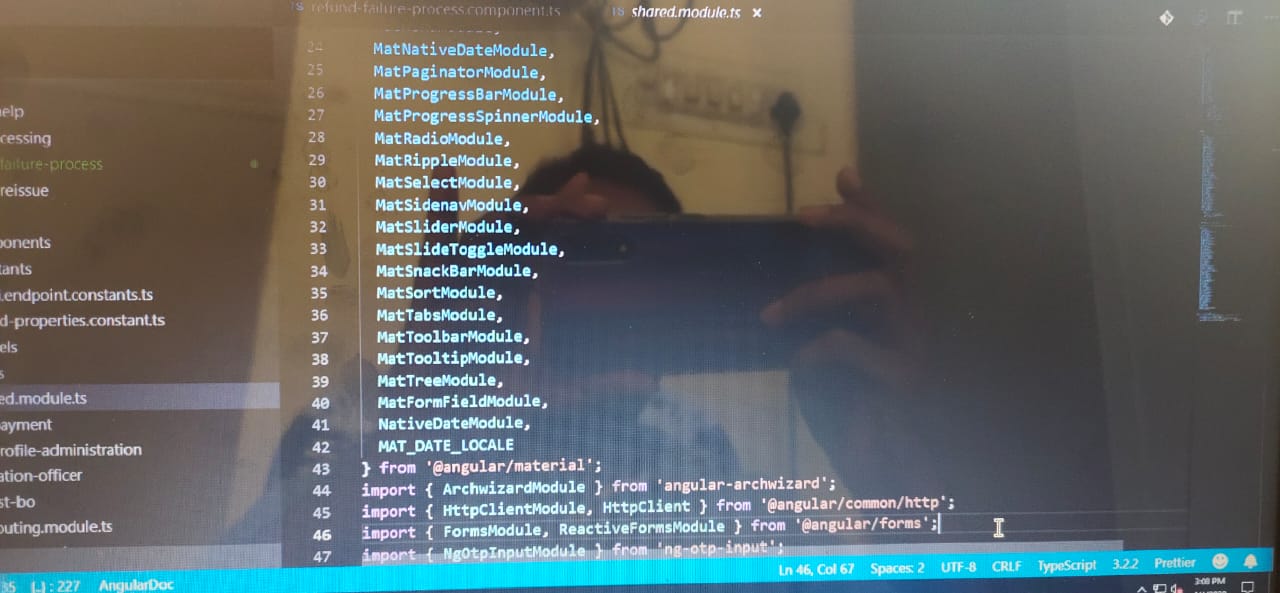 refund-failure-process.component.ts
TS shared.module.ts ×
24 MatNativeDateModule,
25 MatPaginatorModule,
26 MatProgressBarModule,
27 MatProgressSpinnerModule,
28 MatRadioModule,
29 MatRippleModule,
30 MatSelectModule,
31 MatSidenavModule,
32 MatSliderModule,
33 MatSlideToggleModule,
34 MatSnackBarModule,
35 MatSortModule,
36 MatTabsModule,
37 MatToolbarModule,
38 MatTooltipModule,
39 MatTreeModule,
40 MatFormFieldModule,
41 NativeDateModule,
42 MAT_DATE_LOCALE
43 } from '@angular/material';
44 import { ArchwizardModule } from 'angular-archwizard';
45 import { HttpClientModule, HttpClient } from '@angular/common/http';
46 import { FormsModule, ReactiveFormsModule } from '@angular/forms';
47 import { NgOtpInputModule } from 'ng-otp-input';
elp
cessing
failure-process
reissue
ponents
tants
i.endpoint.constants.ts
d-properties.constant.ts
els
s
ed.module.ts
ayment
rofile-administration
ation-officer
st-bo
outing.module.ts
35 {..} : 227 AngularDoc
Ln 46, Col 67 Spaces: 2 UTF-8 CRLF TypeScript 3.2.2 Prettier
3:08 PM